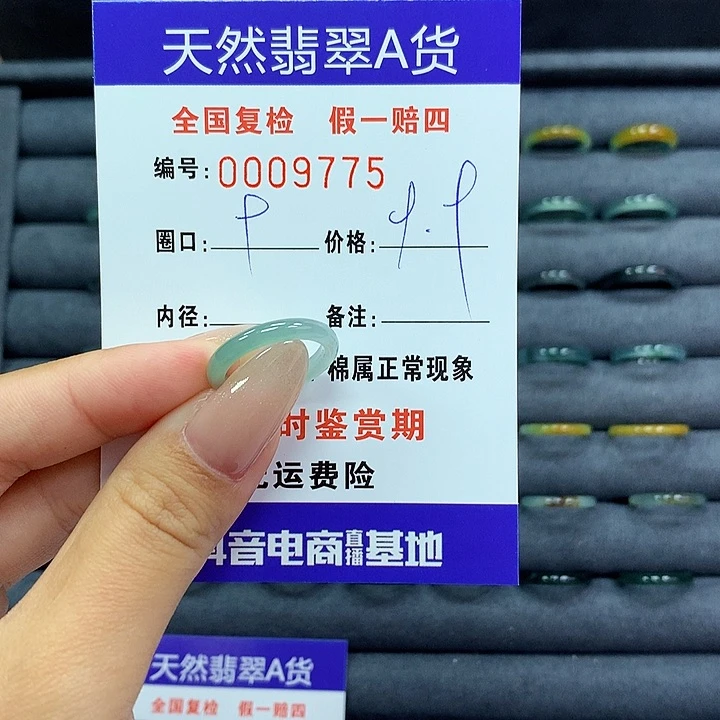 天然翡翠A货
全国复检 假一赔四
编号:0009775
圈口: 价格:
内径: 备注:
棉属正常现象
时鉴赏期
运费险
音电商直播基地
天然翡翠A货
全国复检 假一赔四